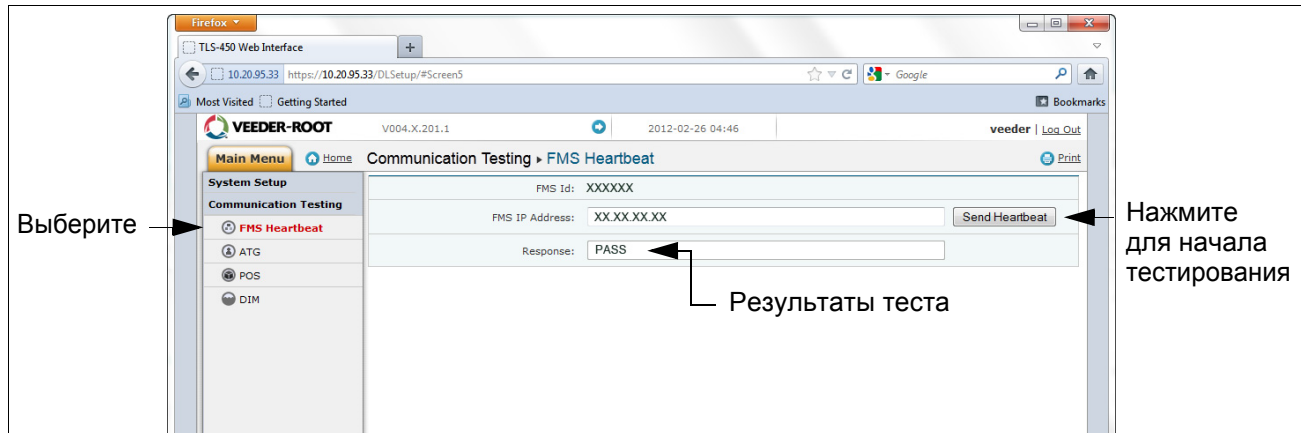 Firefox
TLS-450 Web Interface
10.20.95.33 https://10.20.95.33/DLSetup/#Screen5
Google
Most Visited Getting Started
Bookmarks
VEEDER-ROOT V004.X.201.1 2012-02-26 04:46 veeder | Log Out
Main Menu Home Communication Testing ▸ FMS Heartbeat Print
System Setup
Communication Testing
FMS Heartbeat
ATG
POS
DIM
FMS Id: XXXXXX
FMS IP Address: XX.XX.XX.XX Send Heartbeat
Response: PASS
Выберите
Нажмите
для начала
тестирования
Результаты теста